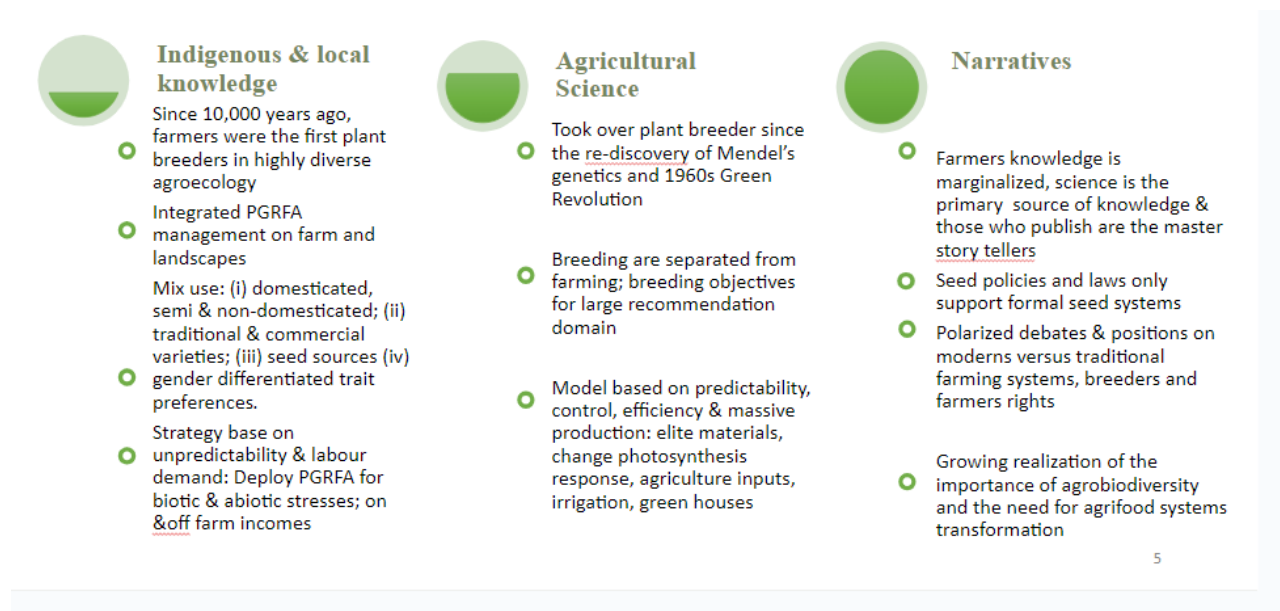 Indigenous & local
knowledge
Since 10,000 years ago,
farmers were the first plant
breeders in highly diverse
agroecology
Integrated PGRFA
management on farm and
landscapes
Mix use: (i) domesticated,
semi & non-domesticated; (ii)
traditional & commercial
varieties; (iii) seed sources (iv)
gender differentiated trait
preferences.
Strategy base on
unpredictability & labour
demand: Deploy PGRFA for
biotic & abiotic stresses; on
&off farm incomes
Agricultural
Science
Took over plant breeder since
the re-discovery of Mendel’s
genetics and 1960s Green
Revolution
Breeding are separated from
farming; breeding objectives
for large recommendation
domain
Model based on predictability,
control, efficiency & massive
production: elite materials,
change photosynthesis
response, agriculture inputs,
irrigation, green houses
Narratives
Farmers knowledge is
marginalized, science is the
primary  source of knowledge &
those who publish are the master
story tellers
Seed policies and laws only
support formal seed systems
Polarized debates & positions on
moderns versus traditional
farming systems, breeders and
farmers rights
Growing realization of the
importance of agrobiodiversity
and the need for agrifood systems
transformation
5